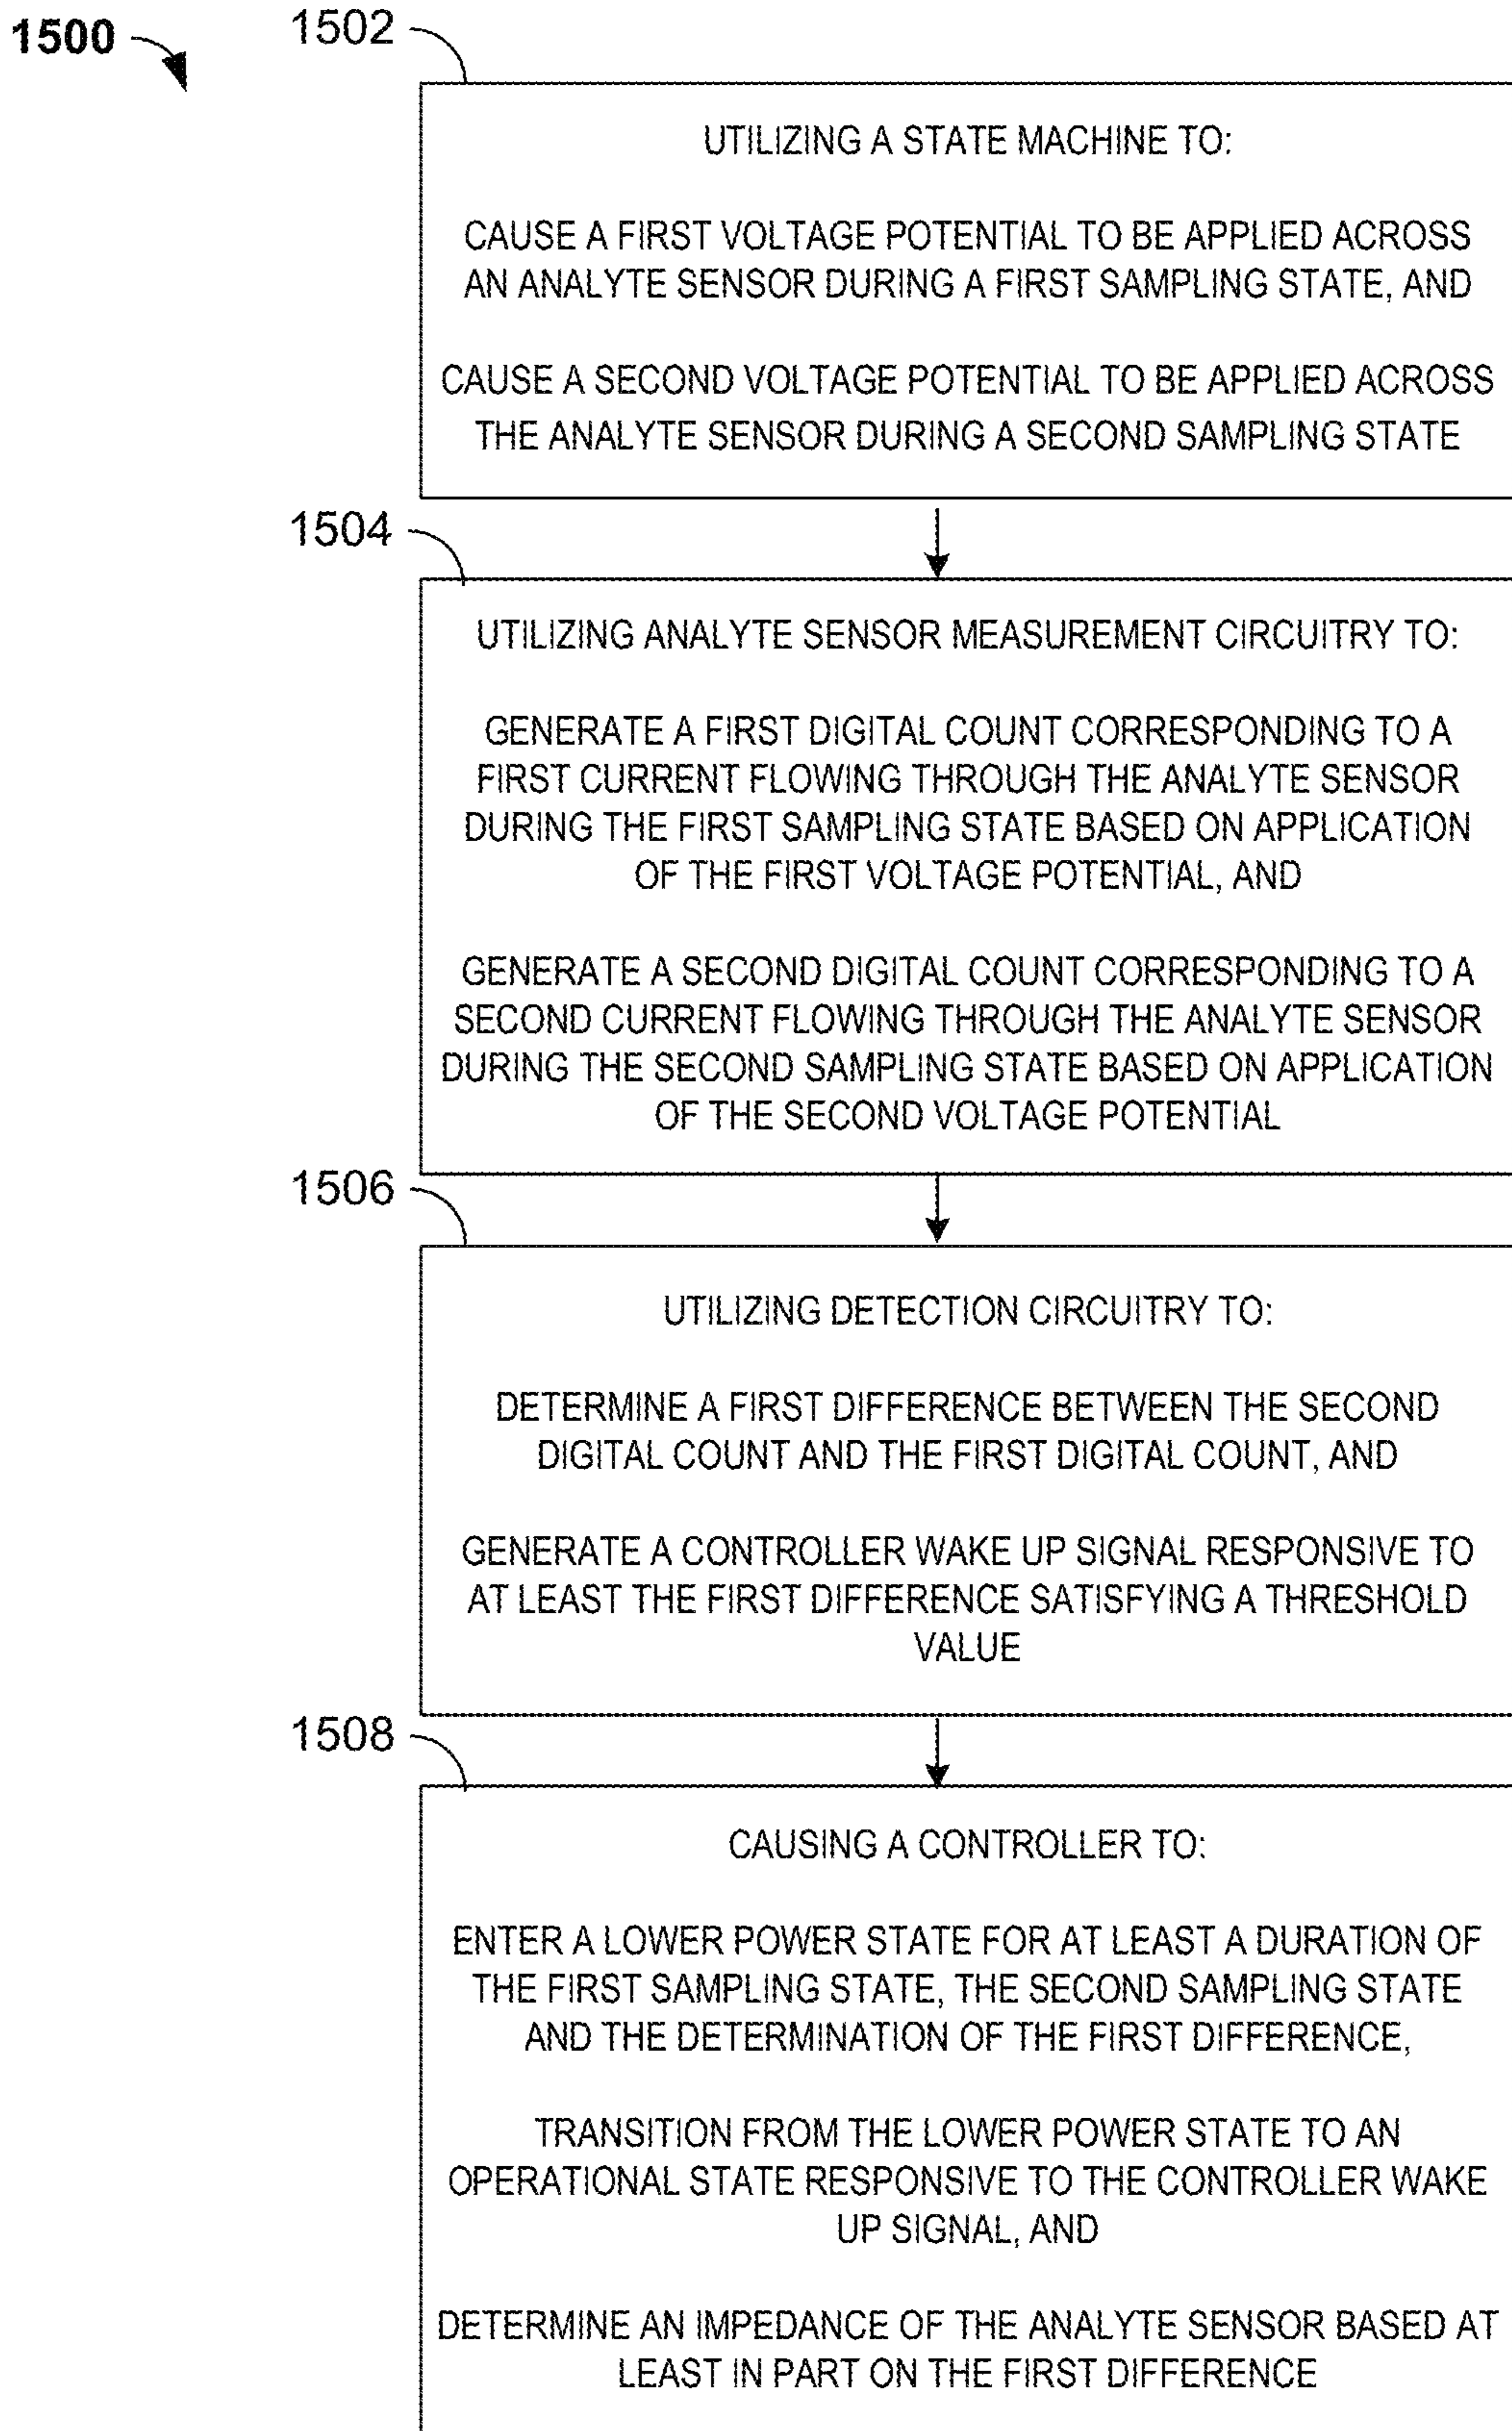 1500
1502
UTILIZING A STATE MACHINE TO:
CAUSE A FIRST VOLTAGE POTENTIAL TO BE APPLIED ACROSS
AN ANALYTE SENSOR DURING A FIRST SAMPLING STATE, AND
CAUSE A SECOND VOLTAGE POTENTIAL TO BE APPLIED ACROSS
THE ANALYTE SENSOR DURING A SECOND SAMPLING STATE
1504
UTILIZING ANALYTE SENSOR MEASUREMENT CIRCUITRY TO:
GENERATE A FIRST DIGITAL COUNT CORRESPONDING TO A
FIRST CURRENT FLOWING THROUGH THE ANALYTE SENSOR
DURING THE FIRST SAMPLING STATE BASED ON APPLICATION
OF THE FIRST VOLTAGE POTENTIAL, AND
GENERATE A SECOND DIGITAL COUNT CORRESPONDING TO A
SECOND CURRENT FLOWING THROUGH THE ANALYTE SENSOR
DURING THE SECOND SAMPLING STATE BASED ON APPLICATION
OF THE SECOND VOLTAGE POTENTIAL
1506
UTILIZING DETECTION CIRCUITRY TO:
DETERMINE A FIRST DIFFERENCE BETWEEN THE SECOND
DIGITAL COUNT AND THE FIRST DIGITAL COUNT, AND
GENERATE A CONTROLLER WAKE UP SIGNAL RESPONSIVE TO
AT LEAST THE FIRST DIFFERENCE SATISFYING A THRESHOLD
VALUE
1508
CAUSING A CONTROLLER TO:
ENTER A LOWER POWER STATE FOR AT LEAST A DURATION OF
THE FIRST SAMPLING STATE, THE SECOND SAMPLING STATE
AND THE DETERMINATION OF THE FIRST DIFFERENCE,
TRANSITION FROM THE LOWER POWER STATE TO AN
OPERATIONAL STATE RESPONSIVE TO THE CONTROLLER WAKE
UP SIGNAL, AND
DETERMINE AN IMPEDANCE OF THE ANALYTE SENSOR BASED AT
LEAST IN PART ON THE FIRST DIFFERENCE